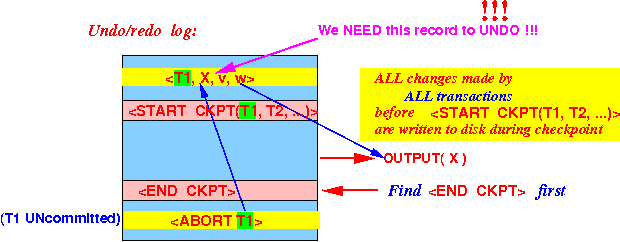 !!!
Undo/redo log:
We NEED this record to UNDO !!!
<T1, X, v, w>
ALL changes made by
ALL transactions
<START CKPT(T1, T2, ...)>
before <START CKPT(T1, T2, ...)>
are written to disk during checkpoint
OUTPUT( X )
<END CKPT>
Find <END CKPT> first
(T1 UNcommitted)
<ABORT T1>